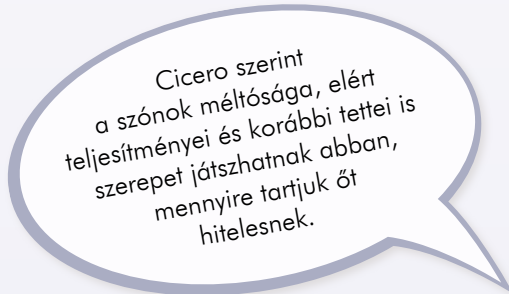 Cicero szerint
a szónok méltósága, elért
teljesítményei és korábbi tettei is
szerepet játszhatnak abban,
mennyire tartjuk őt
hitelesnek.